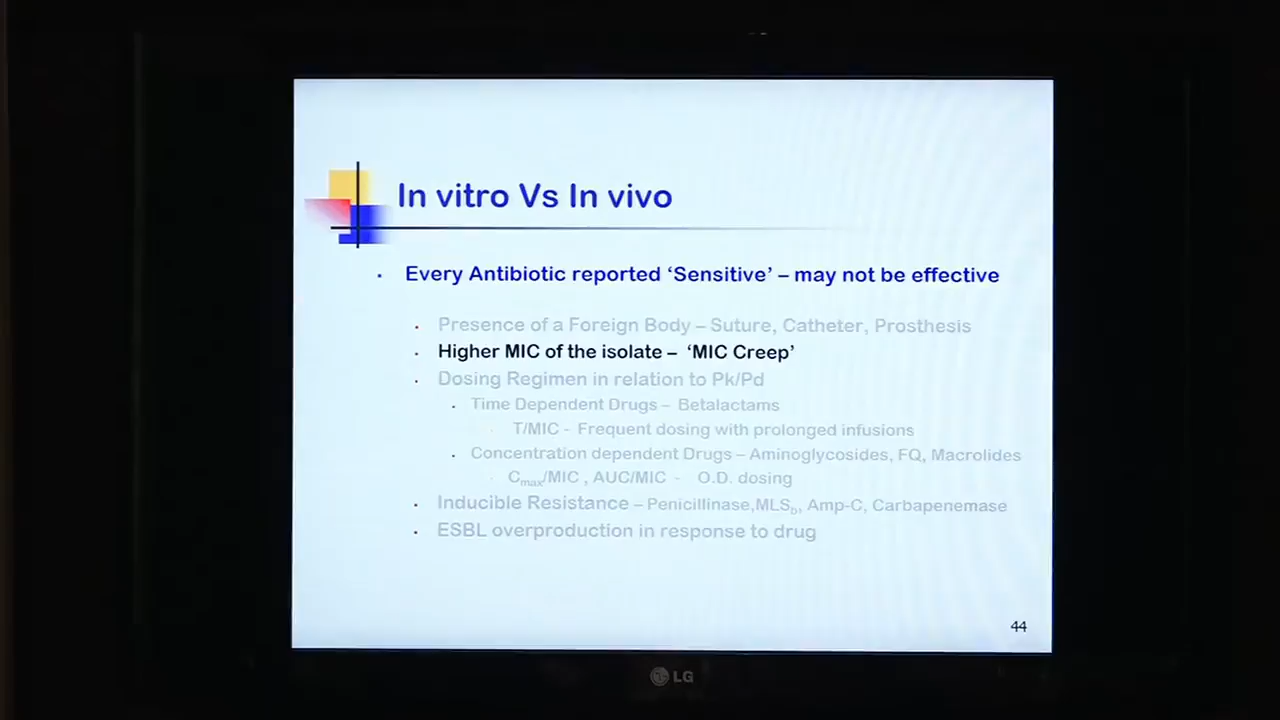 In vitro Vs In vivo
Every Antibiotic reported ‘Sensitive’ – may not be effective
Presence of a Foreign Body – Suture, Catheter, Prosthesis
Higher MIC of the isolate – ‘MIC Creep’
Dosing Regimen in relation to Pk/Pd
Time Dependent Drugs – Betalactams
T/MIC - Frequent dosing with prolonged infusions
Concentration dependent Drugs – Aminoglycosides, FQ, Macrolides
Cmax/MIC , AUC/MIC - O.D. dosing
Inducible Resistance – Penicillinase,MLSb, Amp-C, Carbapenemase
ESBL overproduction in response to drug
44
LG